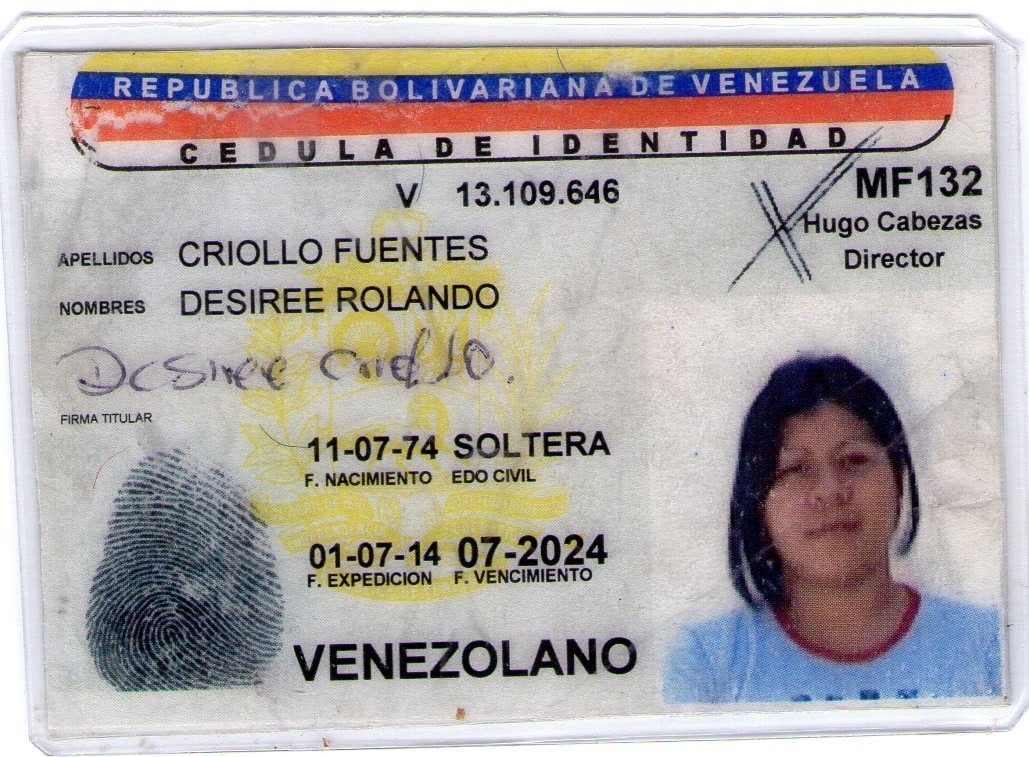 REPUBLICA BOLIVARIANA DE VENEZUELA
CEDULA DE IDENTIDAD
V 13.109.646
MF132
Hugo Cabezas
Director
APELLIDOS CRIOLLO FUENTES
NOMBRES DESIREE ROLANDO
Desiree Criollo.
FIRMA TITULAR
11-07-74 SOLTERA
F. NACIMIENTO EDO CIVIL
01-07-14 07-2024
F. EXPEDICION F. VENCIMIENTO
VENEZOLANO